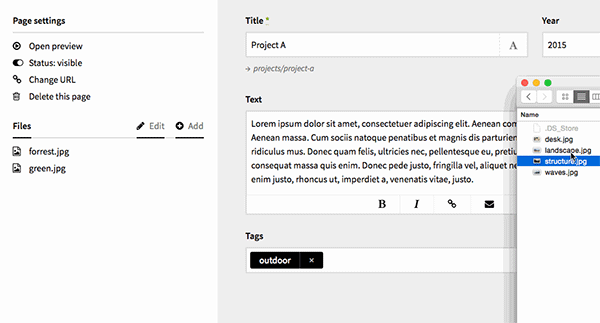 Page settings
Open preview
Status: visible
Change URL
Delete this page
Files
Edit
Add
forrest.jpg
green.jpg
Title *
Project A
A
→ projects/project-a
Year
2015
Text
Lorem ipsum dolor sit amet, consectetuer adipiscing elit. Aenean com
Aenean massa. Cum sociis natoque penatibus et magnis dis parturien
ridiculus mus. Donec quam felis, ultricies nec, pellentesque eu, pretiu
consequat massa quis enim. Donec pede justo, fringilla vel, aliquet ne
enim justo, rhoncus ut, imperdiet a, venenatis vitae, justo.
B I
Tags
outdoor ×
Name
.DS_Store
desk.jpg
landscape.jpg
structure.jpg
waves.jpg